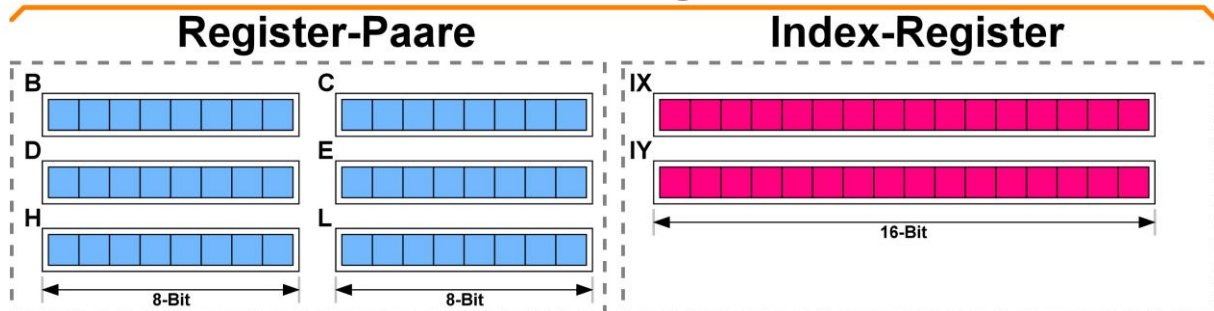 Register-Paare
Index-Register
B
C
D
E
H
L
8-Bit
8-Bit
IX
IY
16-Bit